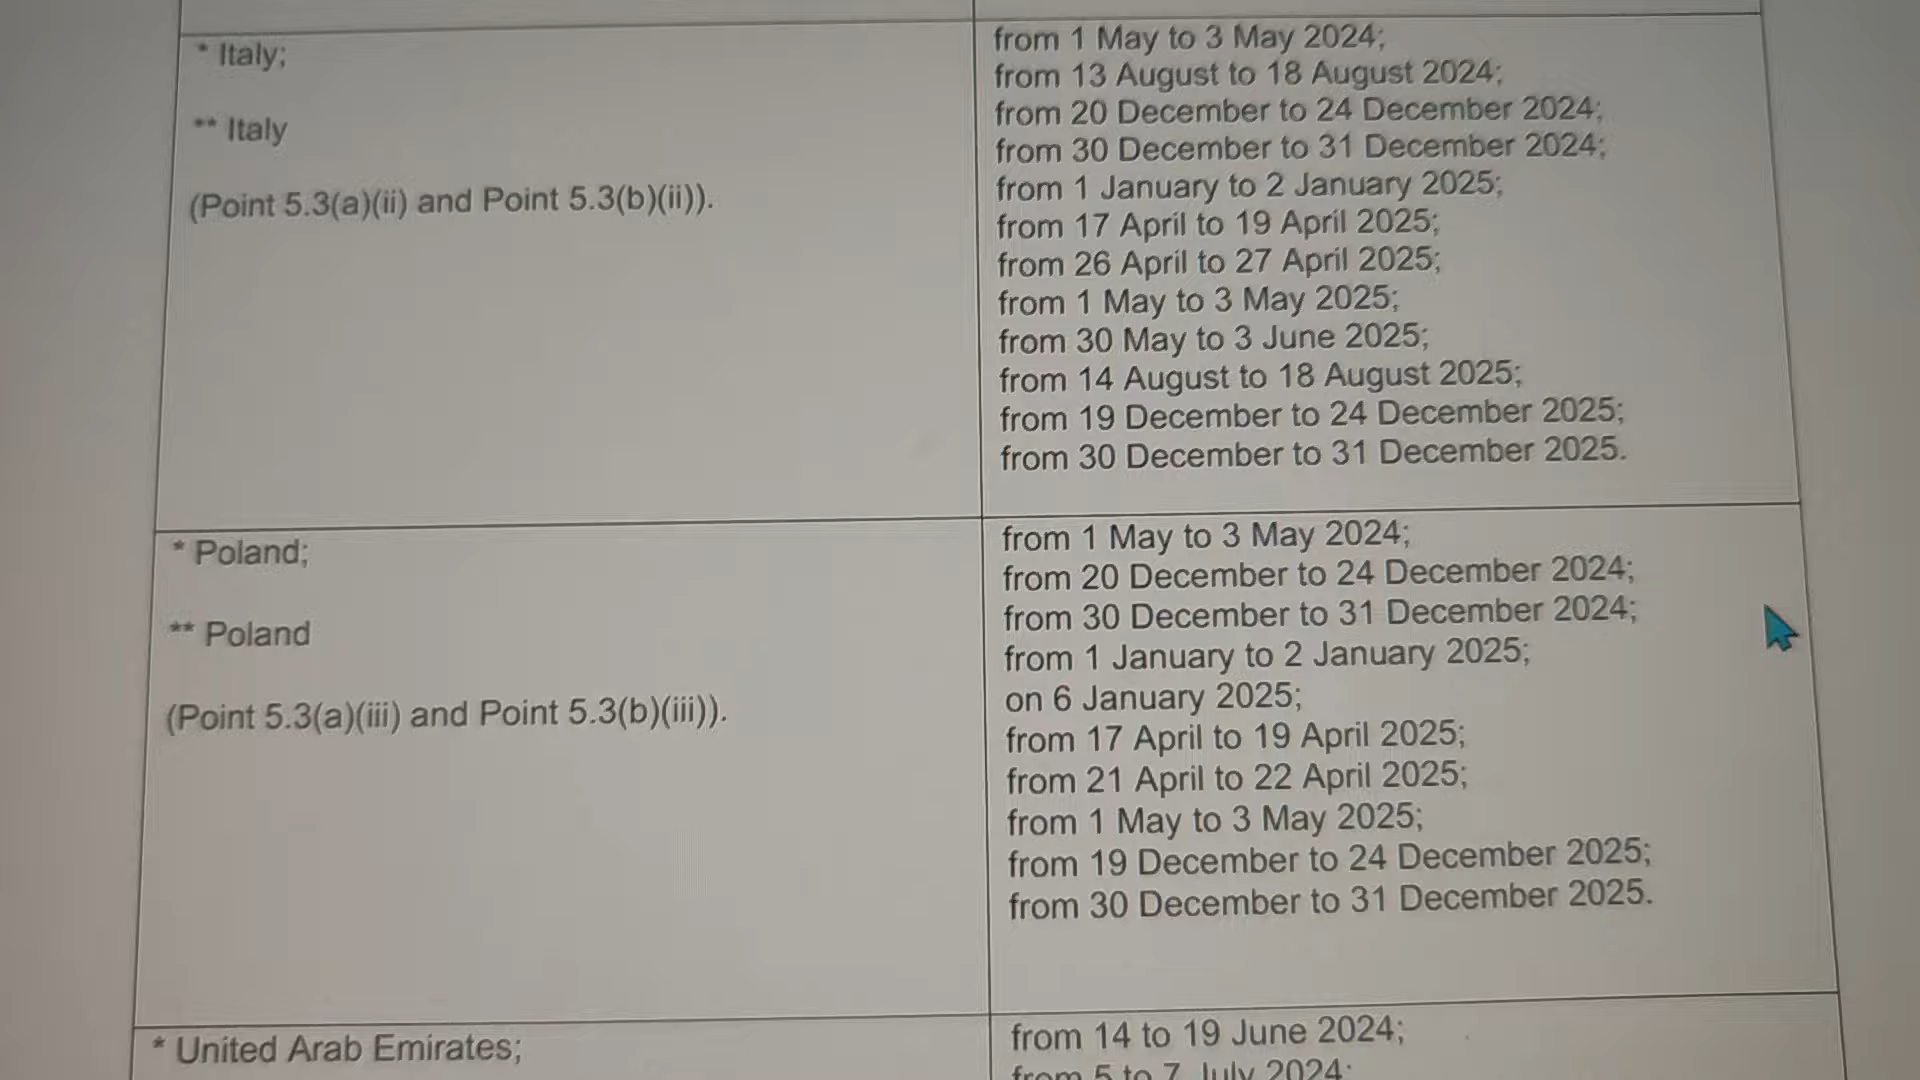 * Italy;
** Italy
(Point 5.3(a)(ii) and Point 5.3(b)(ii)).
from 1 May to 3 May 2024;
from 13 August to 18 August 2024;
from 20 December to 24 December 2024;
from 30 December to 31 December 2024;
from 1 January to 2 January 2025;
from 17 April to 19 April 2025;
from 26 April to 27 April 2025;
from 1 May to 3 May 2025;
from 30 May to 3 June 2025;
from 14 August to 18 August 2025;
from 19 December to 24 December 2025;
from 30 December to 31 December 2025.
* Poland;
** Poland
(Point 5.3(a)(iii) and Point 5.3(b)(iii)).
from 1 May to 3 May 2024;
from 20 December to 24 December 2024;
from 30 December to 31 December 2024;
from 1 January to 2 January 2025;
on 6 January 2025;
from 17 April to 19 April 2025;
from 21 April to 22 April 2025;
from 1 May to 3 May 2025;
from 19 December to 24 December 2025;
from 30 December to 31 December 2025.
* United Arab Emirates;
from 14 to 19 June 2024;
from 5 to 7 July 2024;